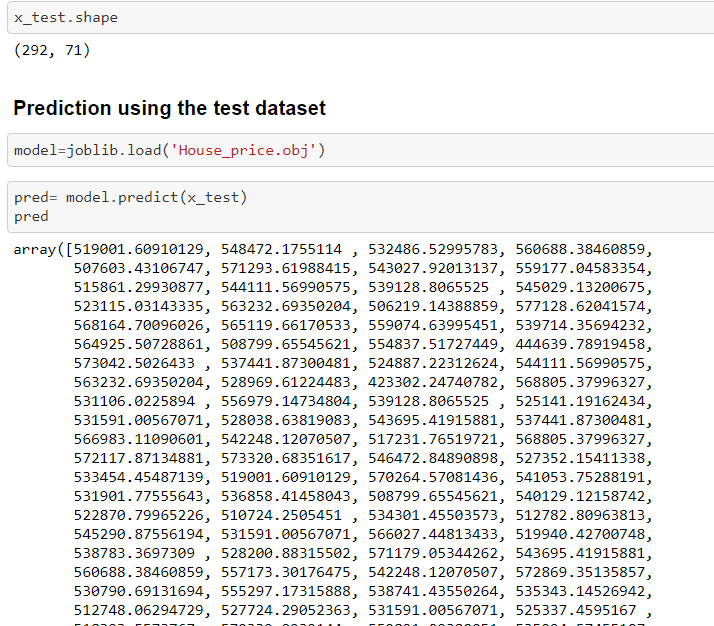 x_test.shape
(292, 71)
Prediction using the test dataset
model=joblib.load('House_price.obj')
pred= model.predict(x_test)
pred
array([519001.60910129, 548472.1755114 , 532486.52995783, 560688.38460859,
507603.43106747, 571293.61988415, 543027.92013137, 559177.04583354,
515861.29930877, 544111.56990575, 539128.8065525 , 545029.13200675,
523115.03143335, 563232.69350204, 506219.14388859, 577128.62041574,
568164.70096026, 565119.66170533, 559074.63995451, 539714.35694232,
564925.50728861, 508799.65545621, 554837.51727449, 444639.78919458,
573042.5026433 , 537441.87300481, 524887.22312624, 544111.56990575,
563232.69350204, 528969.61224483, 423302.24740782, 568805.37996327,
531106.0225894 , 556979.14734804, 539128.8065525 , 525141.19162434,
531591.00567071, 528038.63819083, 543695.41915881, 537441.87300481,
566983.11090601, 542248.12070507, 517231.76519721, 568805.37996327,
572117.87134881, 573320.68351617, 546472.84890898, 527352.15411338,
533454.45487139, 519001.60910129, 570264.57081436, 541053.75288191,
531901.77555643, 536858.41458043, 508799.65545621, 540129.12158742,
522870.79965226, 510724.2505451 , 534301.45503573, 512782.80963813,
545290.87556194, 531591.00567071, 566027.44813433, 519940.42700748,
538783.3697309 , 528200.88315502, 571179.05344262, 543695.41915881,
560688.38460859, 557173.30176475, 542248.12070507, 572869.35135857,
530790.69131694, 555297.17315888, 538741.43550264, 535343.14526942,
512748.06294729, 527724.29052363, 531591.00567071, 525337.4595167 ,